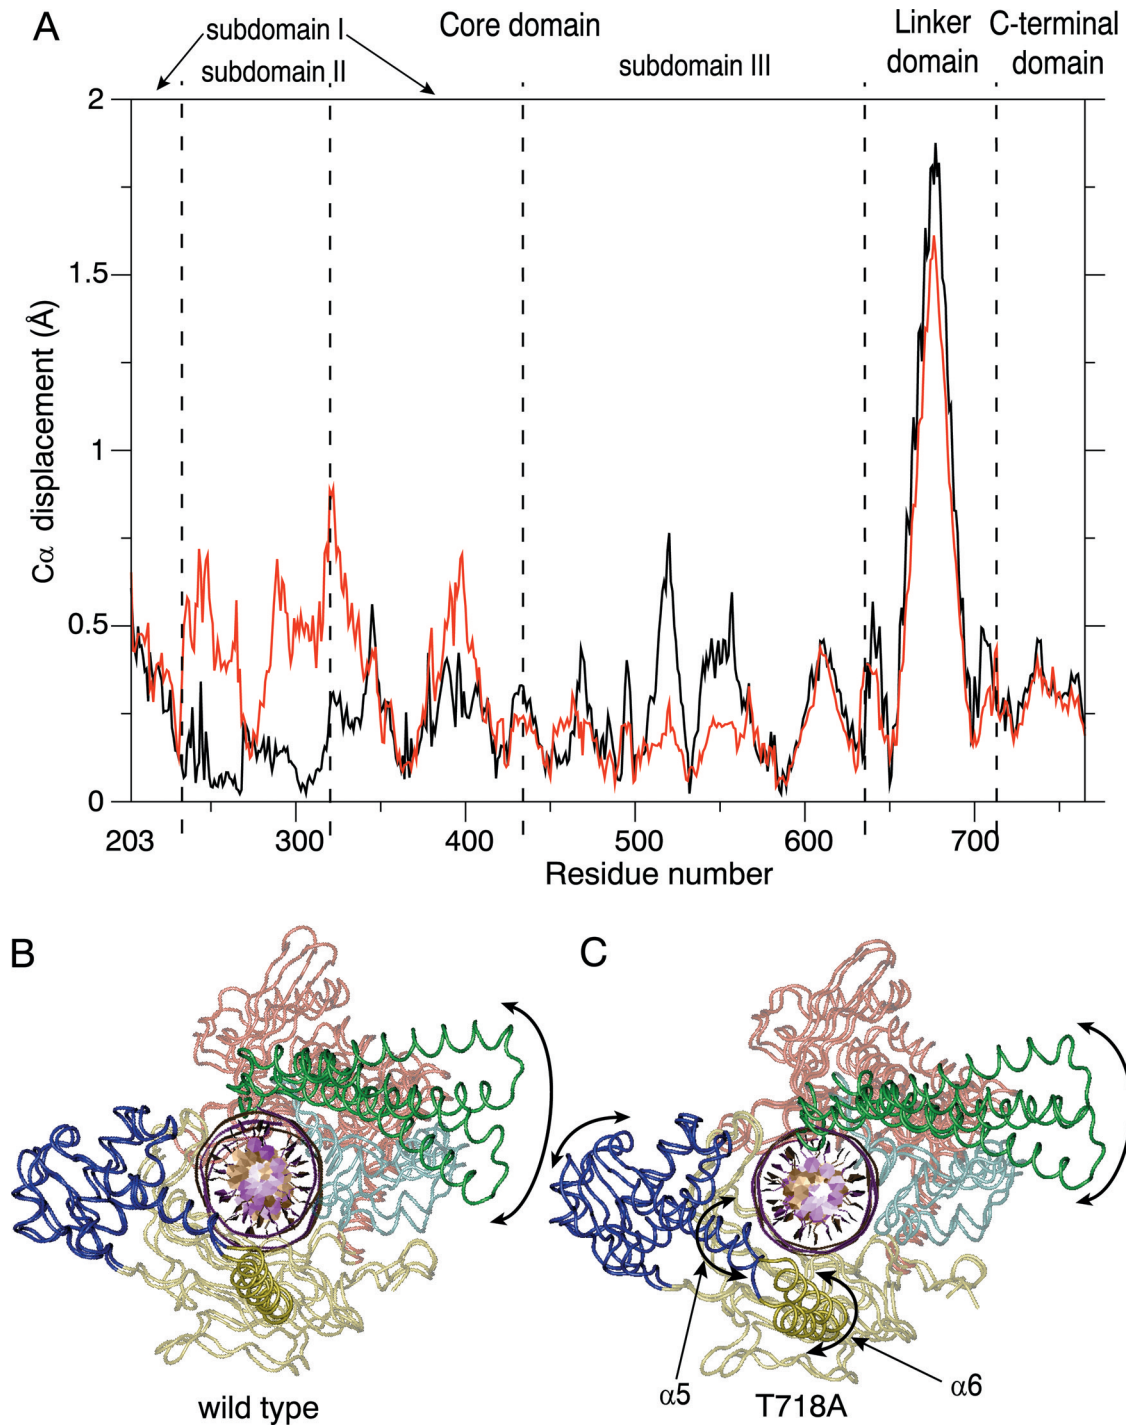 A
subdomain I
Core domain
Linker domain
C-terminal domain
subdomain II
subdomain III
2
1.5
1
0.5
0
Cα displacement (Å)
203 300 400 500 600 700
Residue number
B
C
α5
α6
wild type
T718A